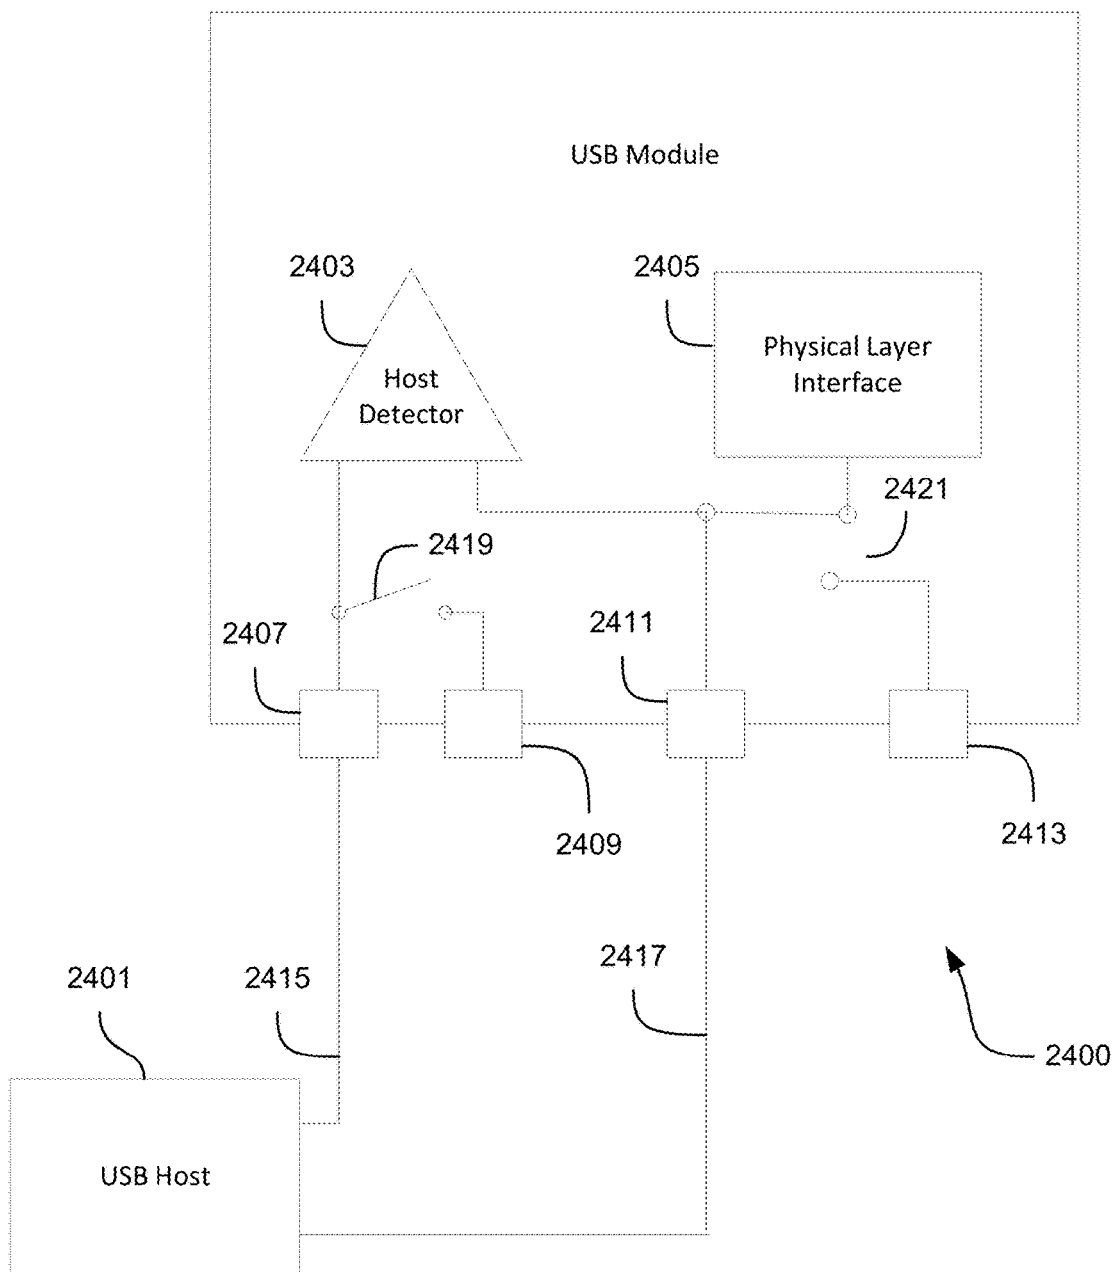 USB Module
2403
2405
Physical Layer
Interface
Host
Detector
2421
2419
2407
2411
2409
2413
2401
2415
2417
2400
USB Host